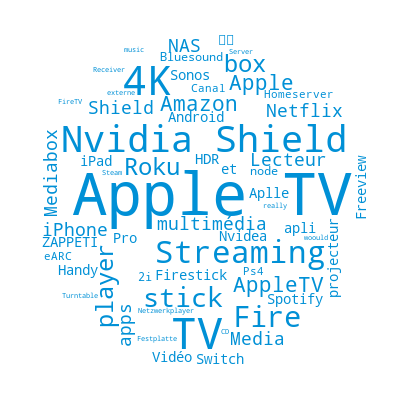 music
NAS
Server
Bluesound
Receiver
4K
Sonos
box
Apple
externe
Canal
Homeserver
FireTV
Shield
Amazon
Android
Netflix
Nvidia Shield
Mediabox
iPad
Roku
HDR
et
Lecteur
node
Freeview
Steam
Apple TV
Aplle
really
iPhone
multimédia
apli
ZAPPETI
Pro
Nvidea
woould
eARC
player
Streaming
projecteur
Handy
2i
Firestick
Ps4
AppleTV
Turntable
stick
Spotify
apps
Netzwerkplayer
Fire
TV
CD
Festplatte
Media
Vidéo
Switch